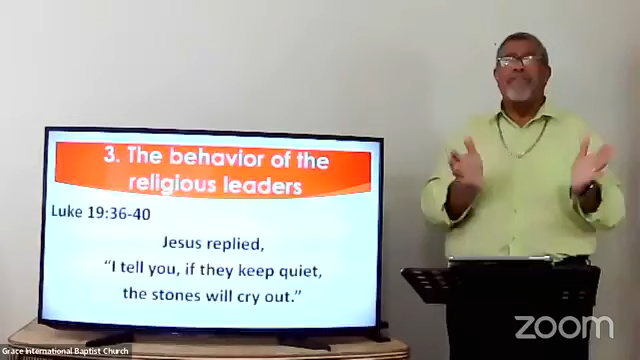 3. The behavior of the
religious leaders
Luke 19:36-40
Jesus replied,
“I tell you, if they keep quiet,
the stones will cry out.”
Grace International Baptist Church
zoom